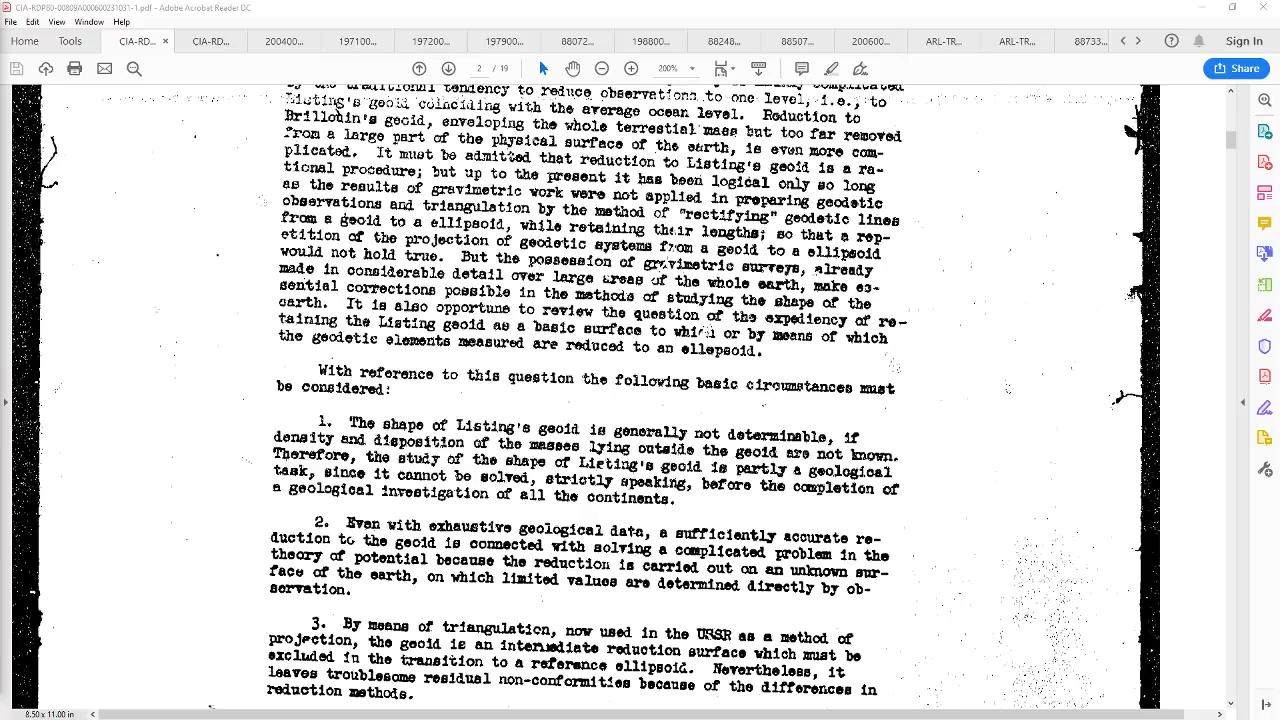 CIA-RDP80-00809A000600231031-1.pdf - Adobe Acrobat Reader DC
File Edit View Window Help
Home Tools CIA-RD... × CIA-RD... 200400... 197100... 197200... 197900... 88072... 198800... 88248... 88507... 200600... ARL-TR... ARL-TR... 88733... Sign In
2 / 19 200% Share
by the traditional tendency to reduce observations to one level, i.e., to
Listing's geoid coinciding with the average ocean level. Reduction to
Brillouin's geoid, enveloping the whole terrestrial mass but too far removed
from a large part of the physical surface of the earth, is even more com-
plicated. It must be admitted that reduction to Listing's geoid is a ra-
tional procedure; but up to the present it has been logical only so long
as the results of gravimetric work were not applied in preparing geodetic
observations and triangulation by the method of "rectifying" geodetic lines
from a geoid to a ellipsoid, while retaining their lengths; so that a rep-
etition of the projection of geodetic systems from a geoid to a ellipsoid
would not hold true. But the possession of gravimetric surveys, already
made in considerable detail over large areas of the whole earth, make es-
sential corrections possible in the methods of studying the shape of the
earth. It is also opportune to review the question of the expediency of re-
taining the Listing geoid as a basic surface to which or by means of which
the geodetic elements measured are reduced to an ellepsoid.
With reference to this question the following basic circumstances must
be considered:
1. The shape of Listing's geoid is generally not determinable, if
density and disposition of the masses lying outside the geoid are not known.
Therefore, the study of the shape of Listing's geoid is partly a geological
task, since it cannot be solved, strictly speaking, before the completion of
a geological investigation of all the continents.
2. Even with exhaustive geological data, a sufficiently accurate re-
duction to the geoid is connected with solving a complicated problem in the
theory of potential because the reduction is carried out on an unknown sur-
face of the earth, on which limited values are determined directly by ob-
servation.
3. By means of triangulation, now used in the URSR as a method of
projection, the geoid is an intermediate reduction surface which must be
excluded in the transition to a reference ellipsoid. Nevertheless, it
leaves troublesome residual non-conformities because of the differences in
reduction methods.
8.50 x 11.00 in